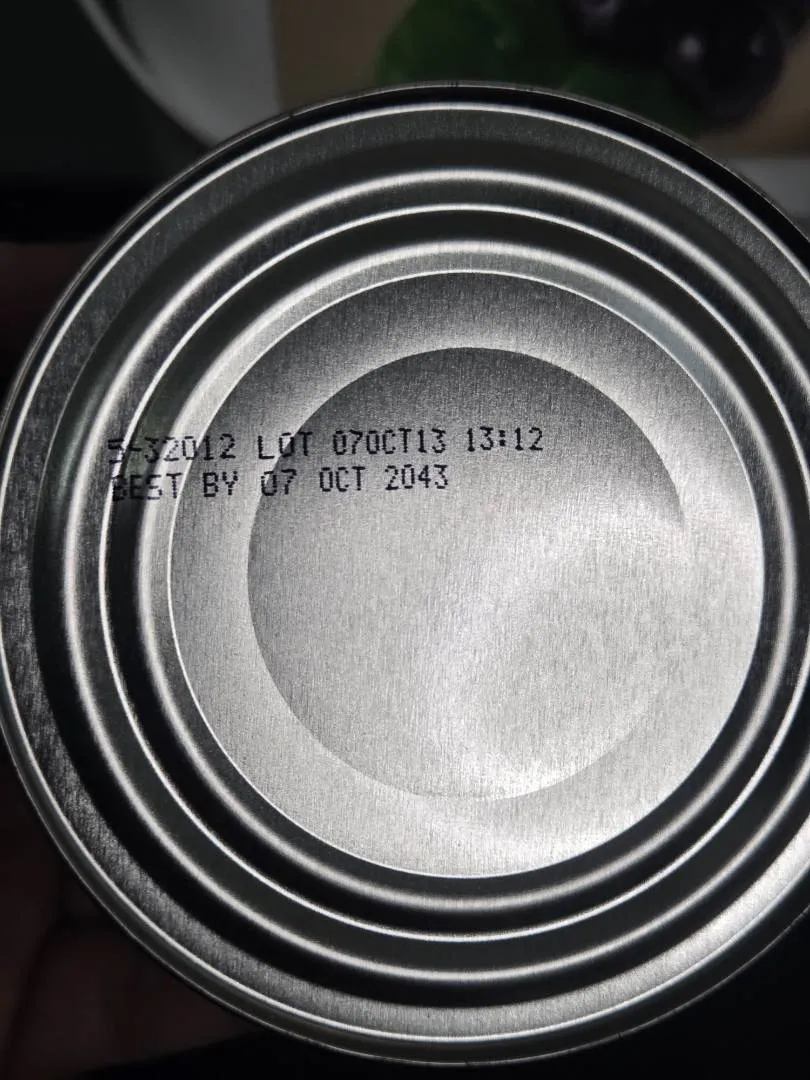 5-32012 LOT 07OCT13 13:12
BEST BY 07 OCT 2043